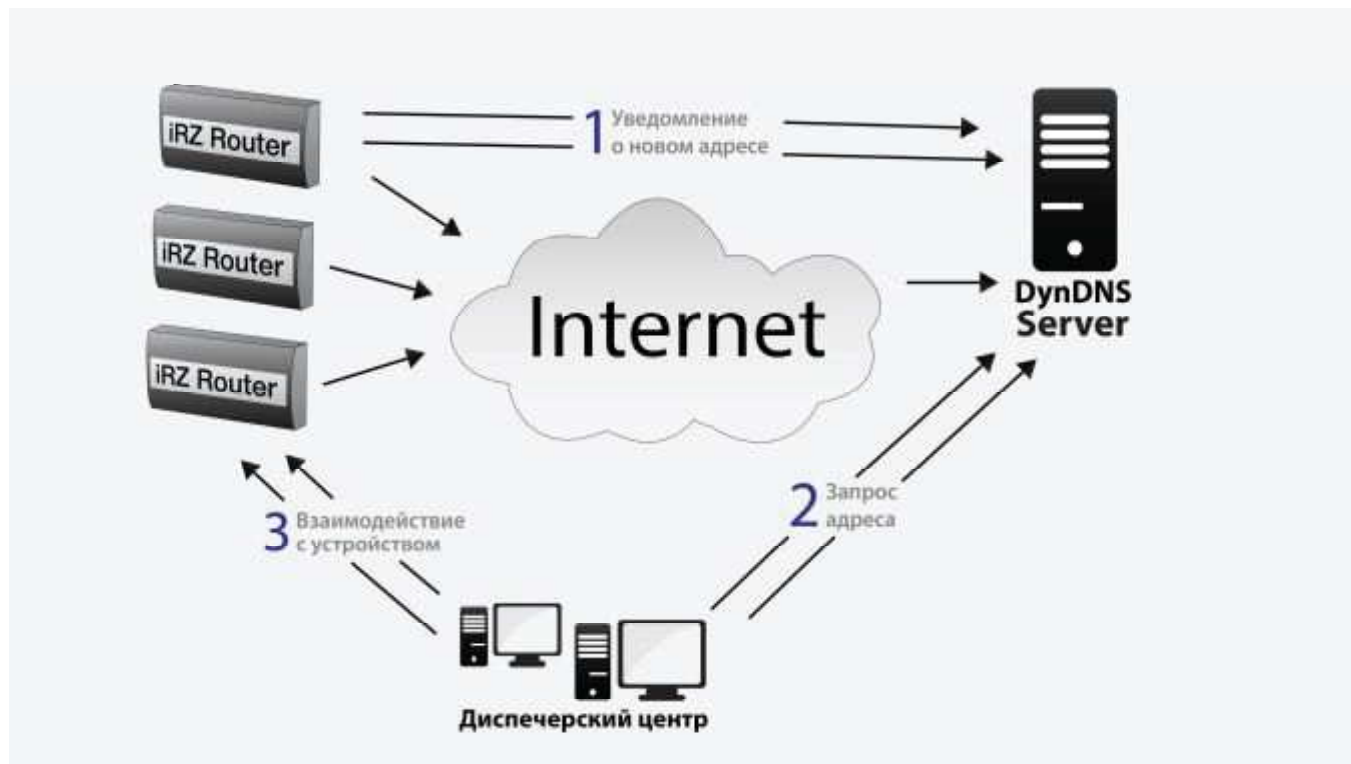 iRZ Router
1 Уведомление
о новом адресе
iRZ Router
iRZ Router
Internet
DynDNS
Server
2 Запрос
адреса
3 Взаимодействие
с устройством
Диспечерский центр